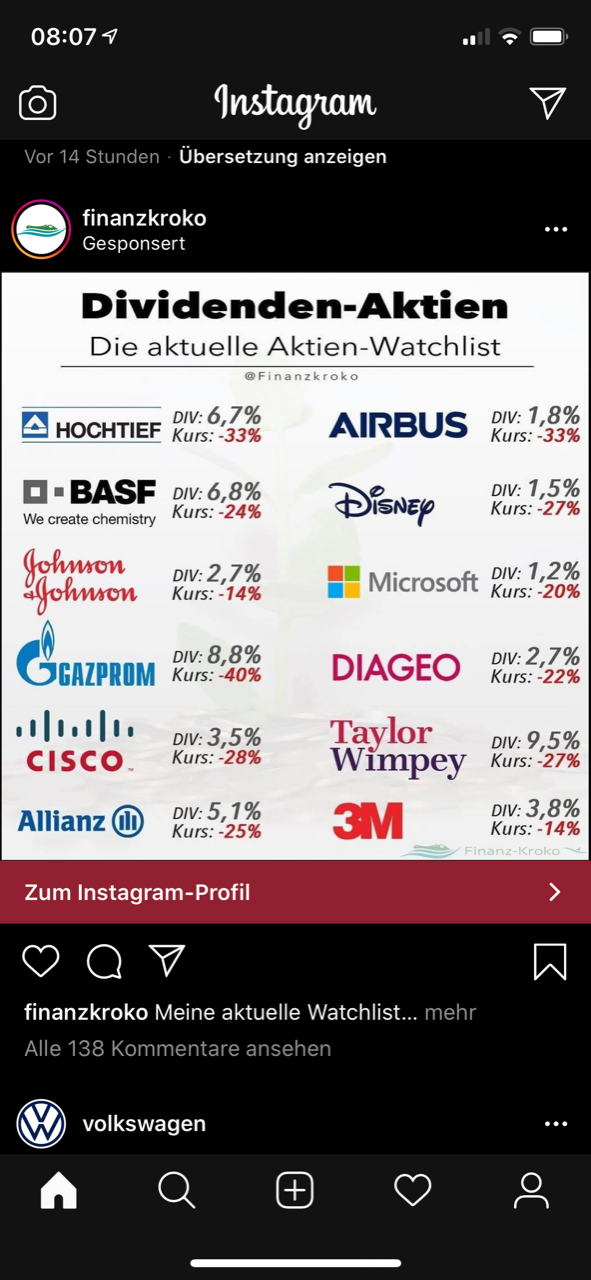 08:07
Instagram
Vor 14 Stunden · Übersetzung anzeigen
finanzkroko
Gesponsert
Dividenden-Aktien
Die aktuelle Aktien-Watchlist
@Finanzkroko
HOCHTIEF DIV: 6,7% Kurs: -33%
AIRBUS DIV: 1,8% Kurs: -33%
BASF We create chemistry DIV: 6,8% Kurs: -24%
Disney DIV: 1,5% Kurs: -27%
Johnson & Johnson DIV: 2,7% Kurs: -14%
Microsoft DIV: 1,2% Kurs: -20%
GAZPROM DIV: 8,8% Kurs: -40%
DIAGEO DIV: 2,7% Kurs: -22%
CISCO™ DIV: 3,5% Kurs: -28%
Taylor Wimpey DIV: 9,5% Kurs: -27%
Allianz DIV: 5,1% Kurs: -25%
3M DIV: 3,8% Kurs: -14%
Finanz-Kroko
Zum Instagram-Profil
finanzkroko Meine aktuelle Watchlist... mehr
Alle 138 Kommentare ansehen
volkswagen